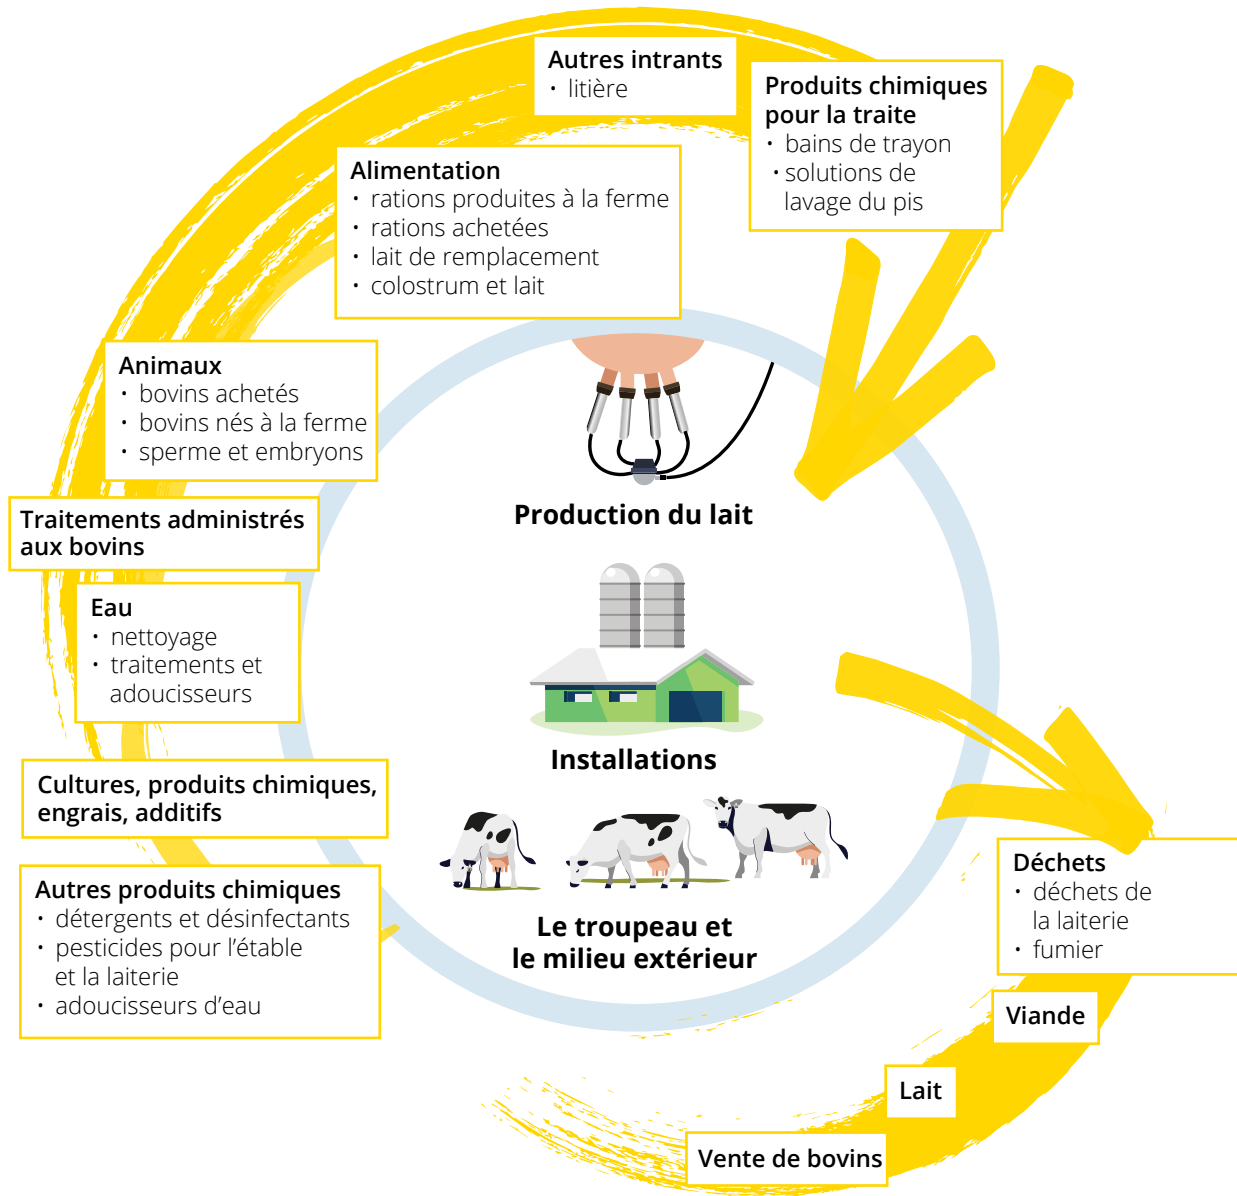 Autres intrants
· litière
Produits chimiques
pour la traite
· bains de trayon
· solutions de
lavage du pis
Alimentation
· rations produites à la ferme
· rations achetées
· lait de remplacement
· colostrum et lait
Animaux
· bovins achetés
· bovins nés à la ferme
· sperme et embryons
Traitements administrés
aux bovins
Eau
· nettoyage
· traitements et
adoucisseurs
Cultures, produits chimiques,
engrais, additifs
Autres produits chimiques
· détergents et désinfectants
· pesticides pour l’étable
et la laiterie
· adoucisseurs d’eau
Production du lait
Installations
Le troupeau et
le milieu extérieur
Déchets
· déchets de
la laiterie
· fumier
Viande
Lait
Vente de bovins